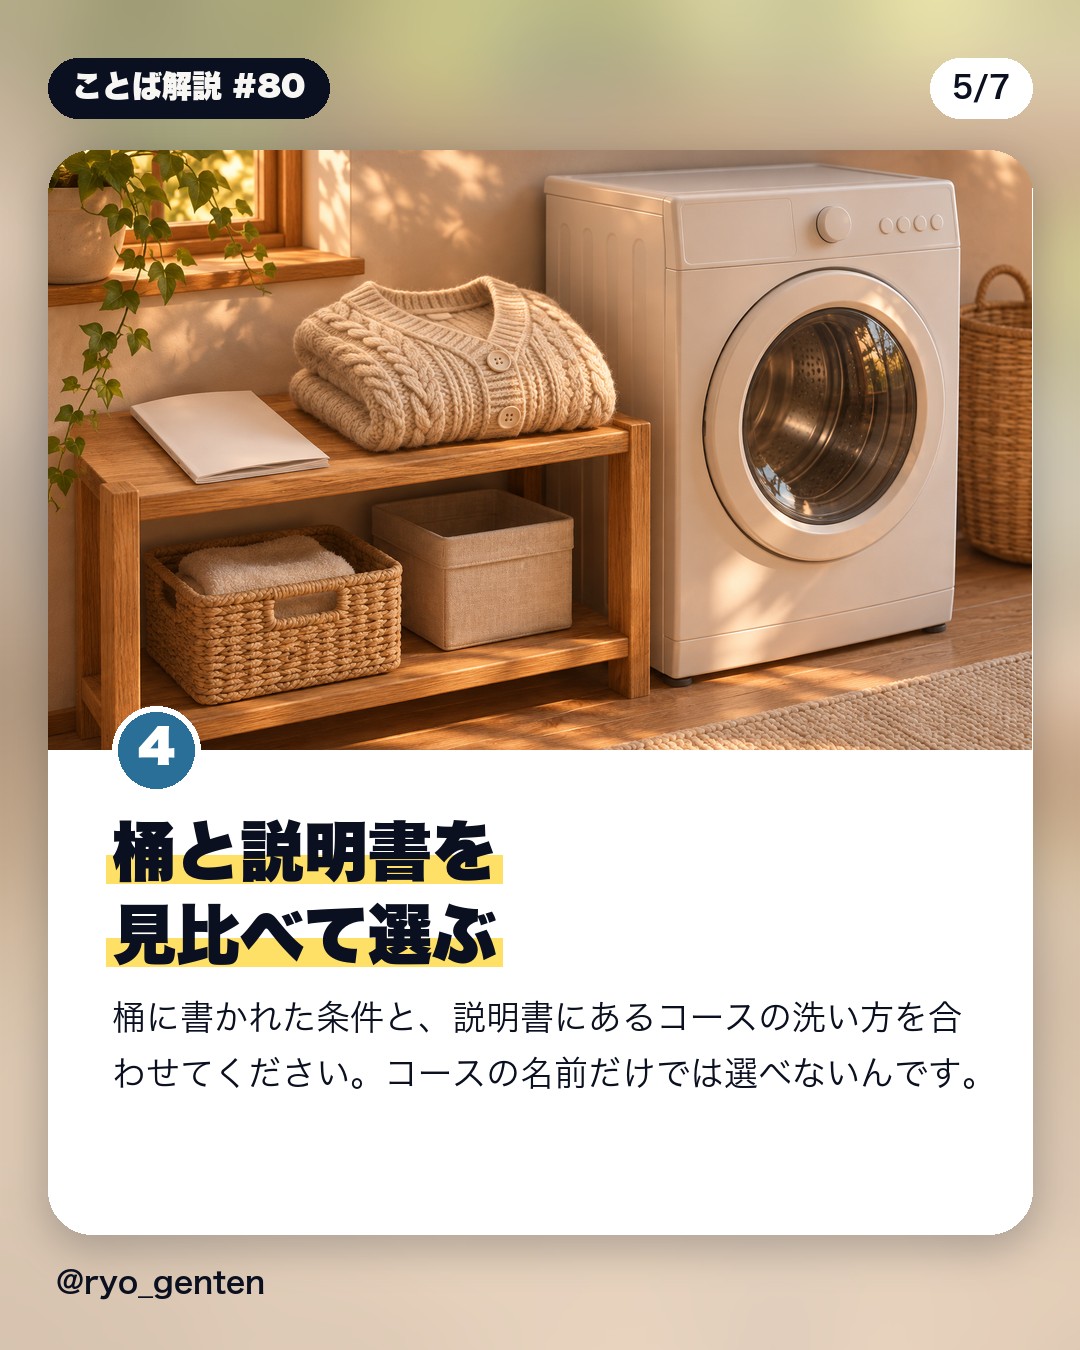 ことば解説 #80
5/7
4
桶と説明書を
見比べて選ぶ
桶に書かれた条件と、説明書にあるコースの洗い方を合
わせてください。コースの名前だけでは選べないんです。
@ryo_genten